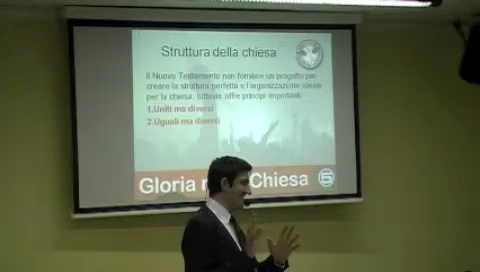 Struttura della chiesa
Il Nuovo Testamento non fornisce un progetto per
creare la struttura perfetta e l'organizzazione ideale
per la chiesa, tuttavia offre principi importanti:
1.Uniti ma diversi
2.Uguali ma diversi
Gloria Chiesa